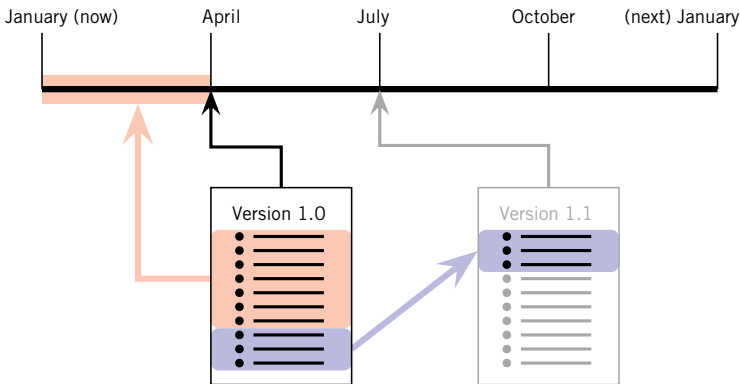 January (now) April July October (next) January
Version 1.0 Version 1.1